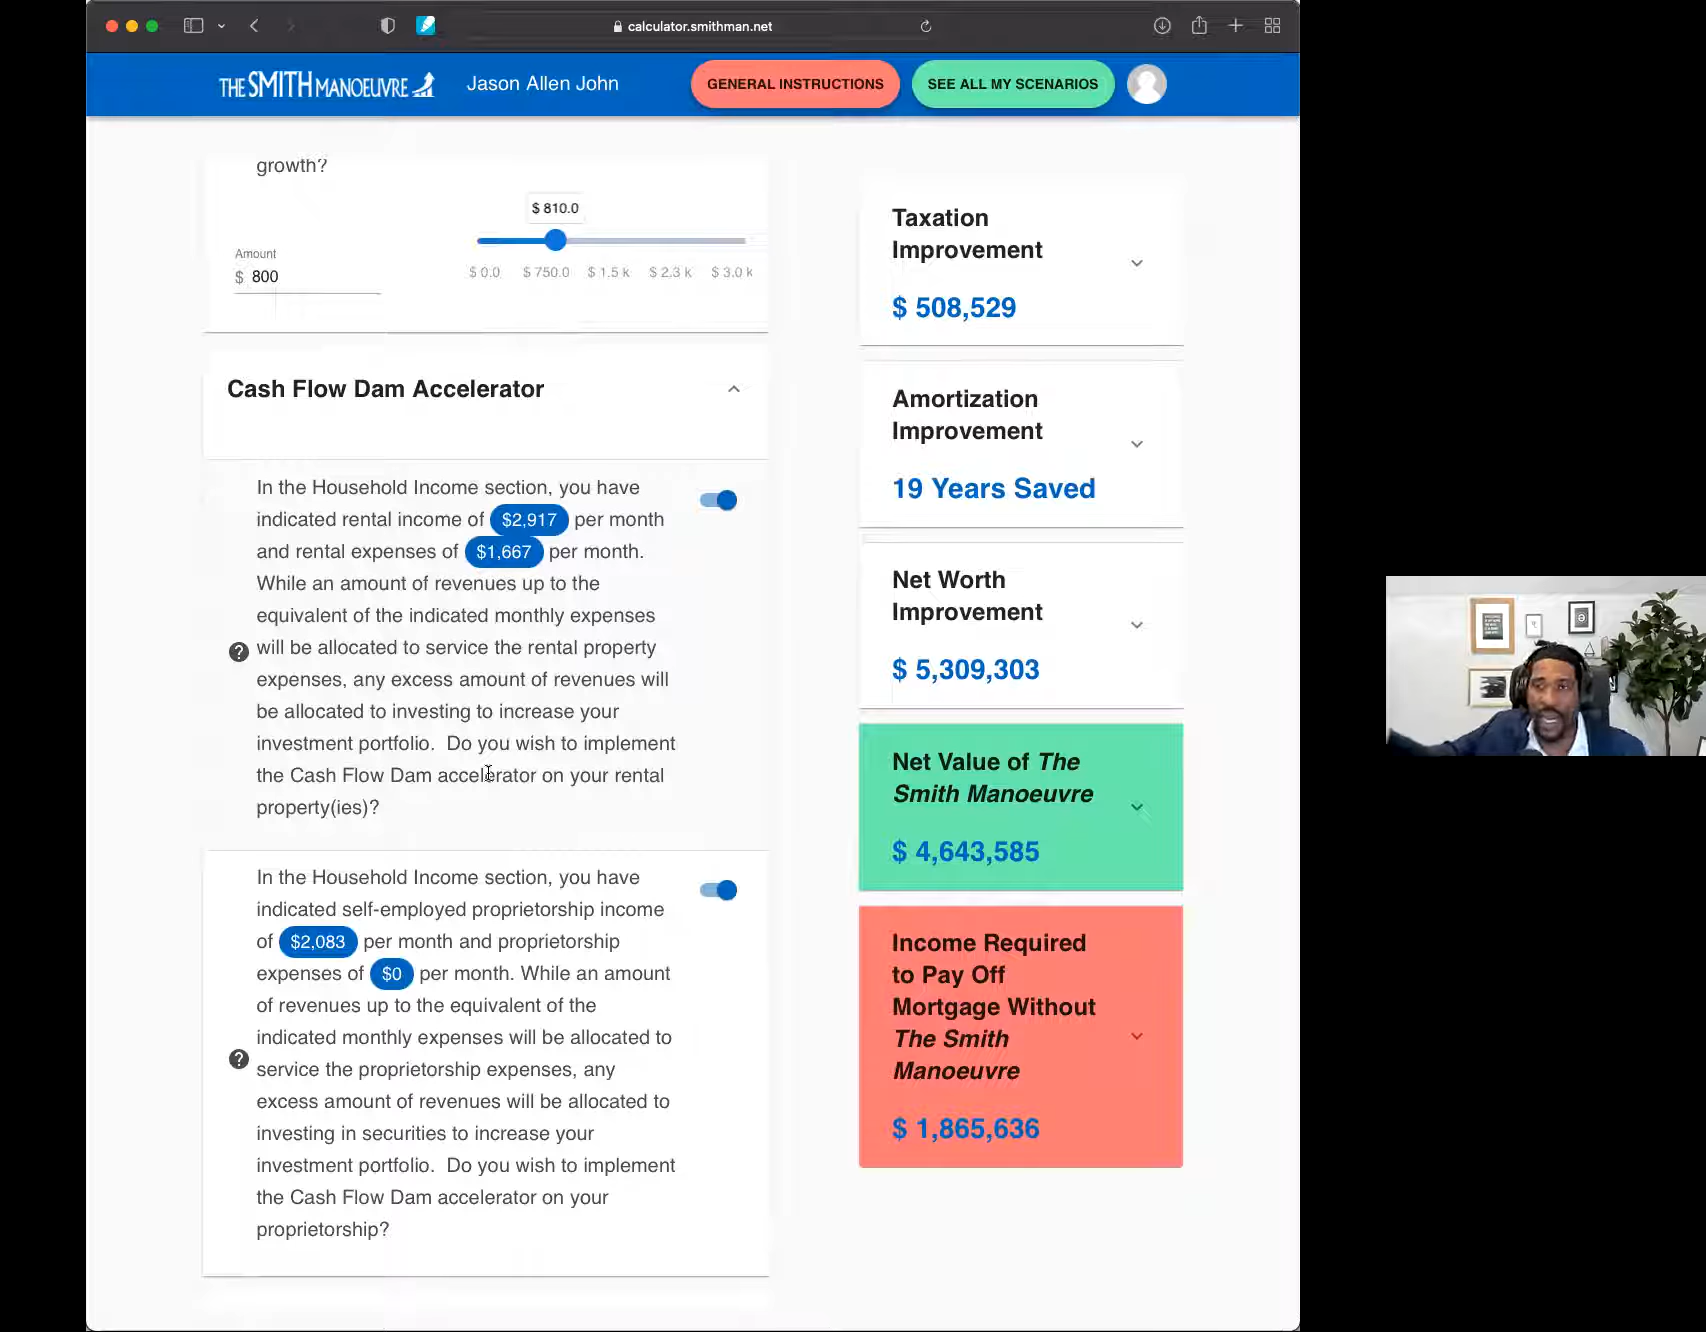 calculator.smithman.net
THE SMITH MANOEUVRE
Jason Allen John
GENERAL INSTRUCTIONS
SEE ALL MY SCENARIOS
growth?
$ 810.0
Amount
$ 800
$ 0.0 $ 750.0 $ 1.5 k $ 2.3 k $ 3.0 k
Cash Flow Dam Accelerator
In the Household Income section, you have
indicated rental income of $2,917 per month
and rental expenses of $1,667 per month.
While an amount of revenues up to the
equivalent of the indicated monthly expenses
will be allocated to service the rental property
expenses, any excess amount of revenues will
be allocated to investing to increase your
investment portfolio. Do you wish to implement
the Cash Flow Dam accelerator on your rental
property(ies)?
In the Household Income section, you have
indicated self-employed proprietorship income
of $2,083 per month and proprietorship
expenses of $0 per month. While an amount
of revenues up to the equivalent of the
indicated monthly expenses will be allocated to
service the proprietorship expenses, any
excess amount of revenues will be allocated to
investing in securities to increase your
investment portfolio. Do you wish to implement
the Cash Flow Dam accelerator on your
proprietorship?
Taxation
Improvement
$ 508,529
Amortization
Improvement
19 Years Saved
Net Worth
Improvement
$ 5,309,303
Net Value of The
Smith Manoeuvre
$ 4,643,585
Income Required
to Pay Off
Mortgage Without
The Smith
Manoeuvre
$ 1,865,636